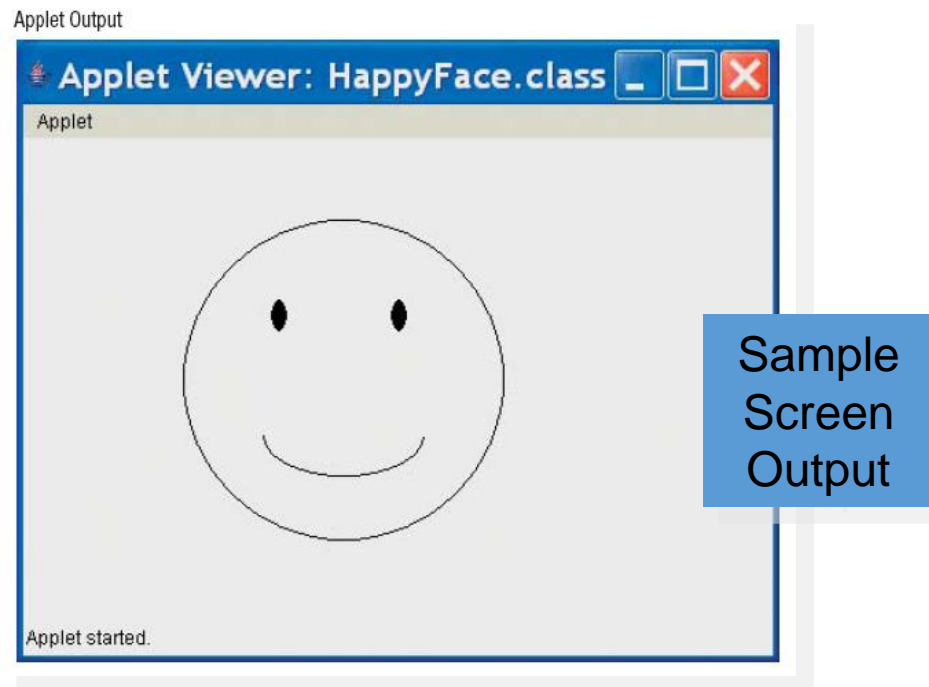 Applet Output
Applet Viewer: HappyFace.class
Applet
Sample
Screen
Output
Applet started.